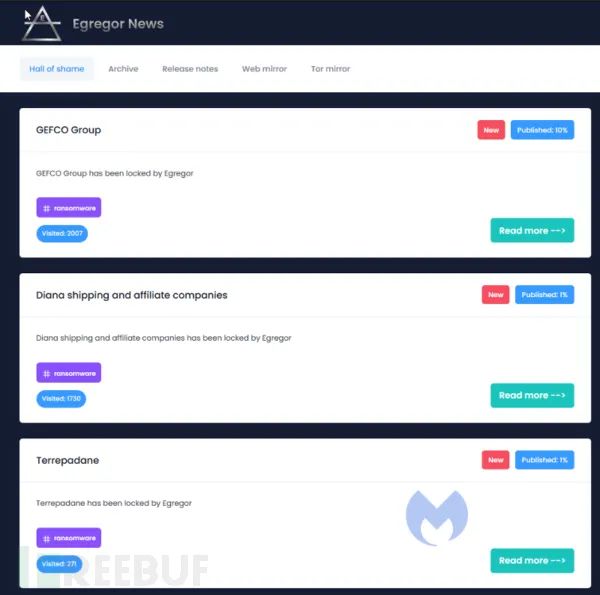 Egregor News
Hall of shame Archive Release notes Web mirror Tor mirror
GEFCO Group New Published: 10%
GEFCO Group has been locked by Egregor
# ransomware
Visited: 2007 Read more -->
Diana shipping and affiliate companies New Published: 1%
Diana shipping and affiliate companies has been locked by Egregor
# ransomware
Visited: 1730 Read more -->
Terrepadane New Published: 1%
Terrepadane has been locked by Egregor
# ransomware
Visited: 271 Read more -->
FREEBUF